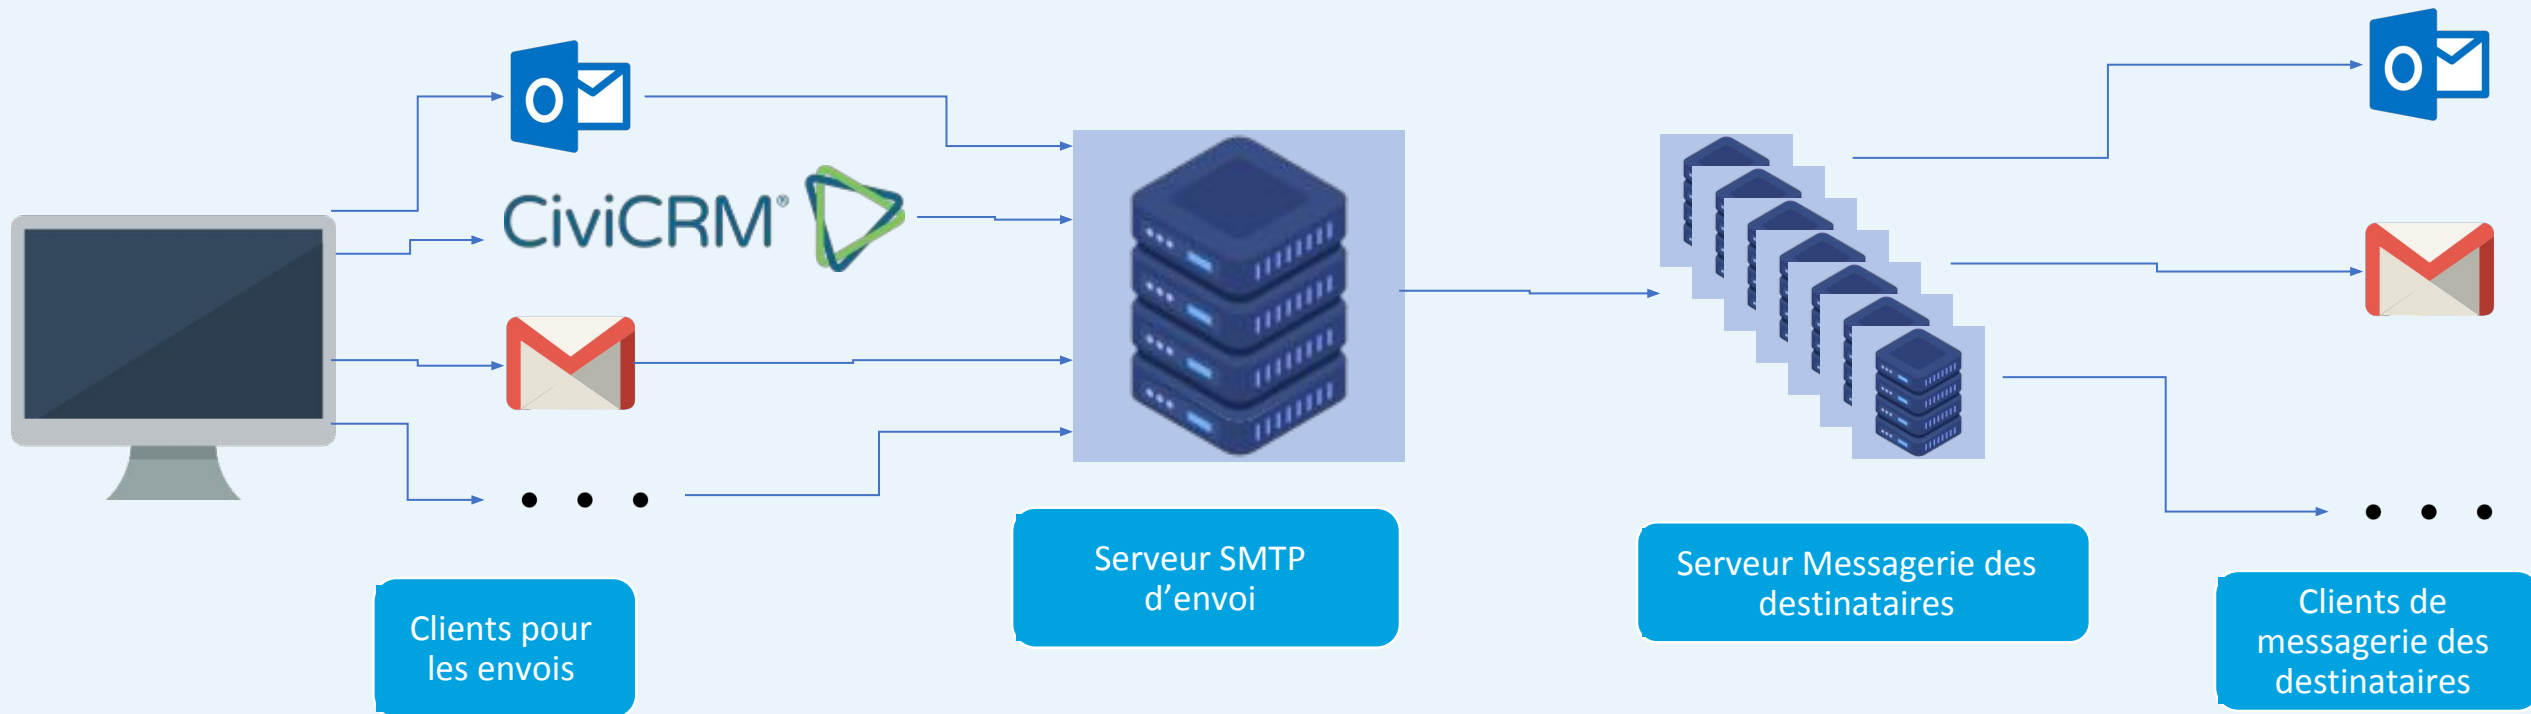 CiviCRM®
Serveur SMTP
d’envoi
Serveur Messagerie des
destinataires
Clients pour
les envois
Clients de
messagerie des
destinataires